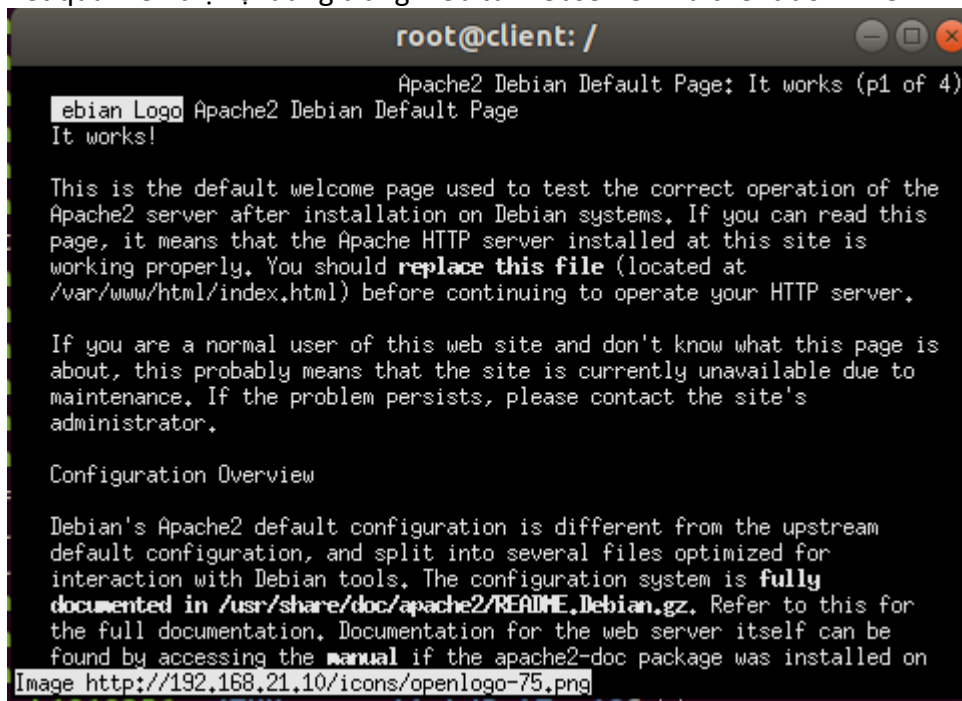 root@client: /
Apache2 Debian Default Page: It works (p1 of 4)
ebian Logo Apache2 Debian Default Page
It works!
This is the default welcome page used to test the correct operation of the
Apache2 server after installation on Debian systems. If you can read this
page, it means that the Apache HTTP server installed at this site is
working properly. You should replace this file (located at
/var/www/html/index.html) before continuing to operate your HTTP server.
If you are a normal user of this web site and don't know what this page is
about, this probably means that the site is currently unavailable due to
maintenance. If the problem persists, please contact the site's
administrator.
Configuration Overview
Debian's Apache2 default configuration is different from the upstream
default configuration, and split into several files optimized for
interaction with Debian tools. The configuration system is fully
documented in /usr/share/doc/apache2/README.Debian.gz. Refer to this for
the full documentation. Documentation for the web server itself can be
found by accessing the manual if the apache2-doc package was installed on
Image http://192.168.21.10/icons/openlogo-75.png